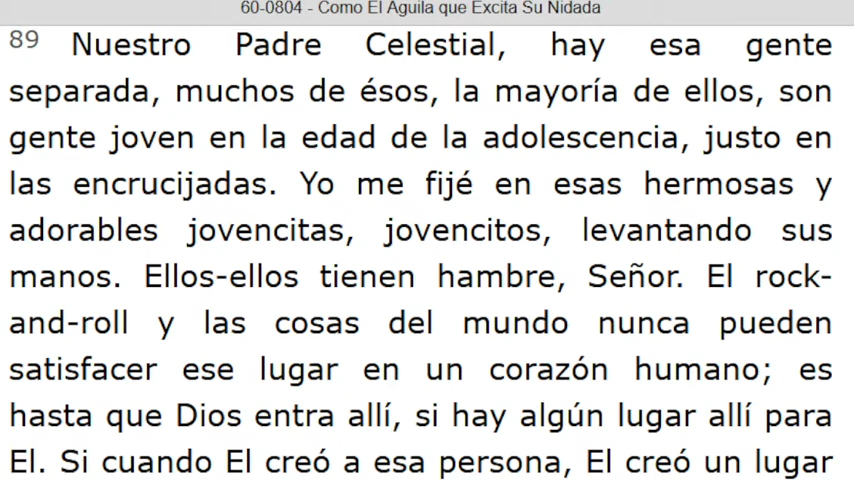 60-0804 - Como El Aguila que Excita Su Nidada
89 Nuestro Padre Celestial, hay esa gente
separada, muchos de ésos, la mayoría de ellos, son
gente joven en la edad de la adolescencia, justo en
las encrucijadas. Yo me fijé en esas hermosas y
adorables jovencitas, jovencitos, levantando sus
manos. Ellos-ellos tienen hambre, Señor. El rock-
and-roll y las cosas del mundo nunca pueden
satisfacer ese lugar en un corazón humano; es
hasta que Dios entra allí, si hay algún lugar allí para
El. Si cuando El creó a esa persona, El creó un lugar